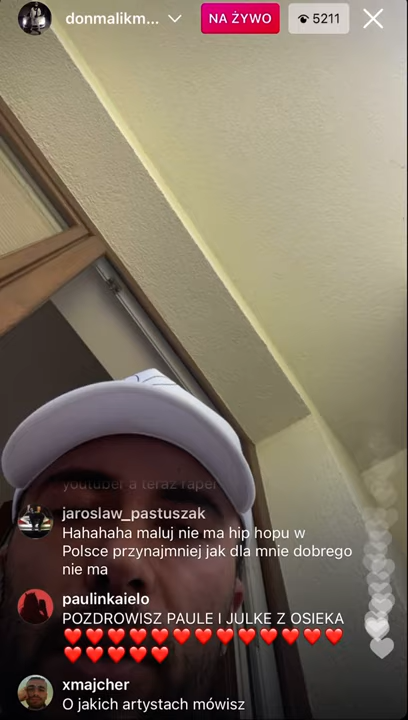 donmalikm...
NA ŻYWO
5211
youtuber a teraz raper
jaroslaw_pastuszak
Hahahaha maluj nie ma hip hopu w
Polsce przynajmniej jak dla mnie dobrego
nie ma
paulinkaielo
POZDROWISZ PAULE I JULKE Z OSIEKA
❤️❤️❤️❤️❤️❤️❤️❤️❤️❤️❤️❤️❤️
❤️❤️❤️❤️❤️
xmajcher
O jakich artystach mówisz